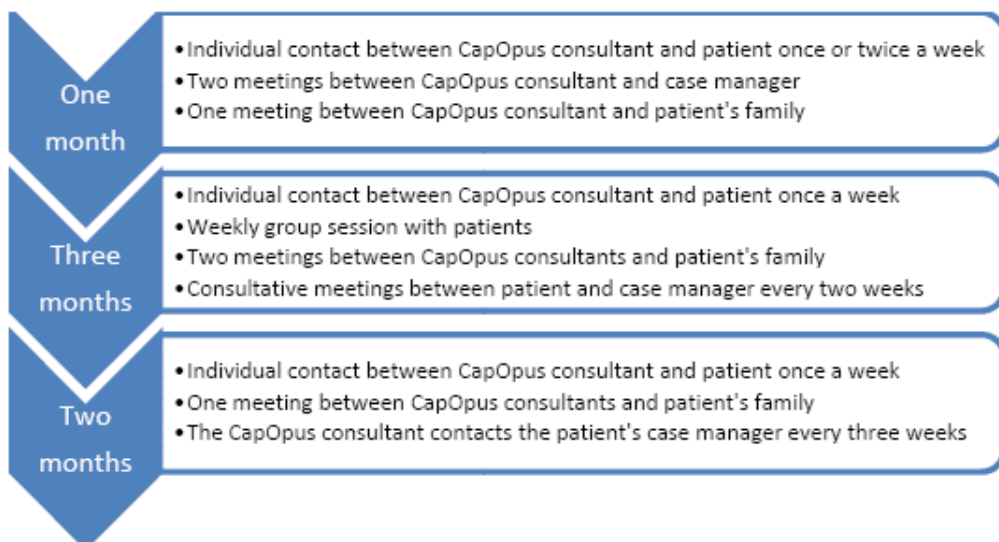 One
month
•Individual contact between CapOpus consultant and patient once or twice a week
•Two meetings between CapOpus consultant and case manager
•One meeting between CapOpus consultant and patient's family
Three
months
•Individual contact between CapOpus consultant and patient once a week
•Weekly group session with patients
•Two meetings between CapOpus consultants and patient's family
•Consultative meetings between patient and case manager every two weeks
Two
months
•Individual contact between CapOpus consultant and patient once a week
•One meeting between CapOpus consultants and patient's family
•The CapOpus consultant contacts the patient's case manager every three weeks